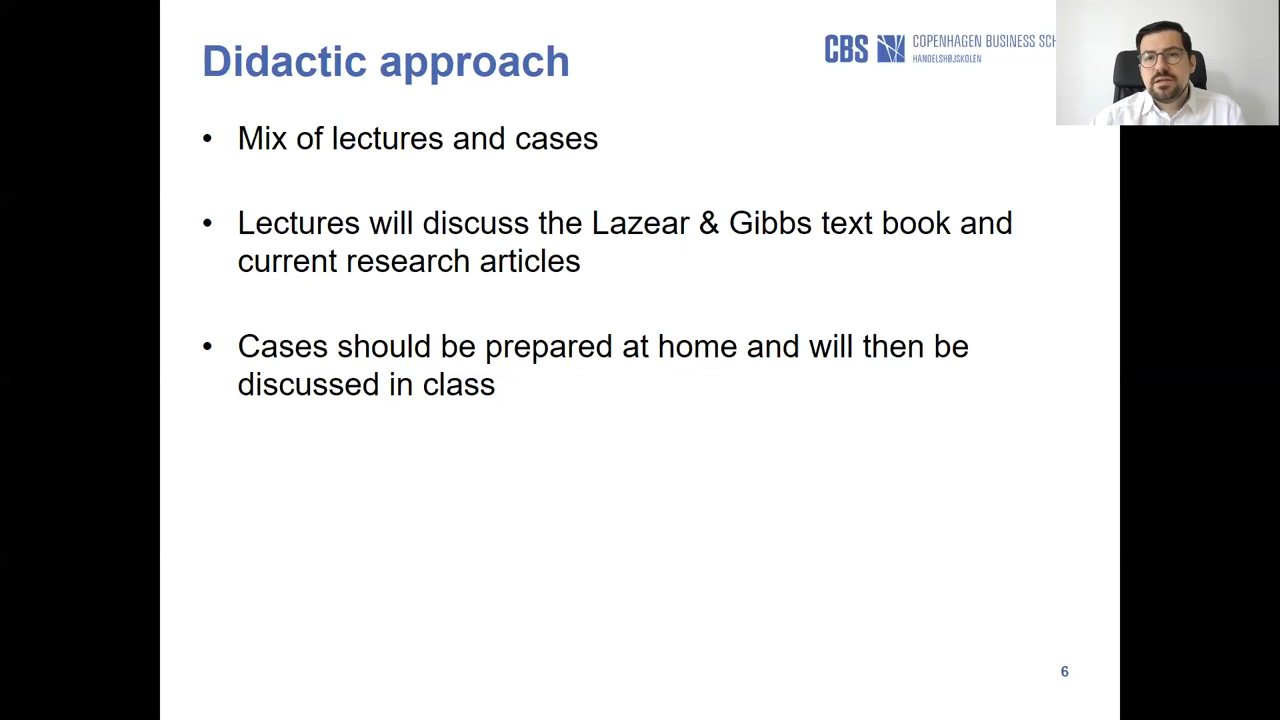 Didactic approach
CBS COPENHAGEN BUSINESS SCH
HANDELSHØJSKOLEN
• Mix of lectures and cases
• Lectures will discuss the Lazear & Gibbs text book and
current research articles
• Cases should be prepared at home and will then be
discussed in class
6